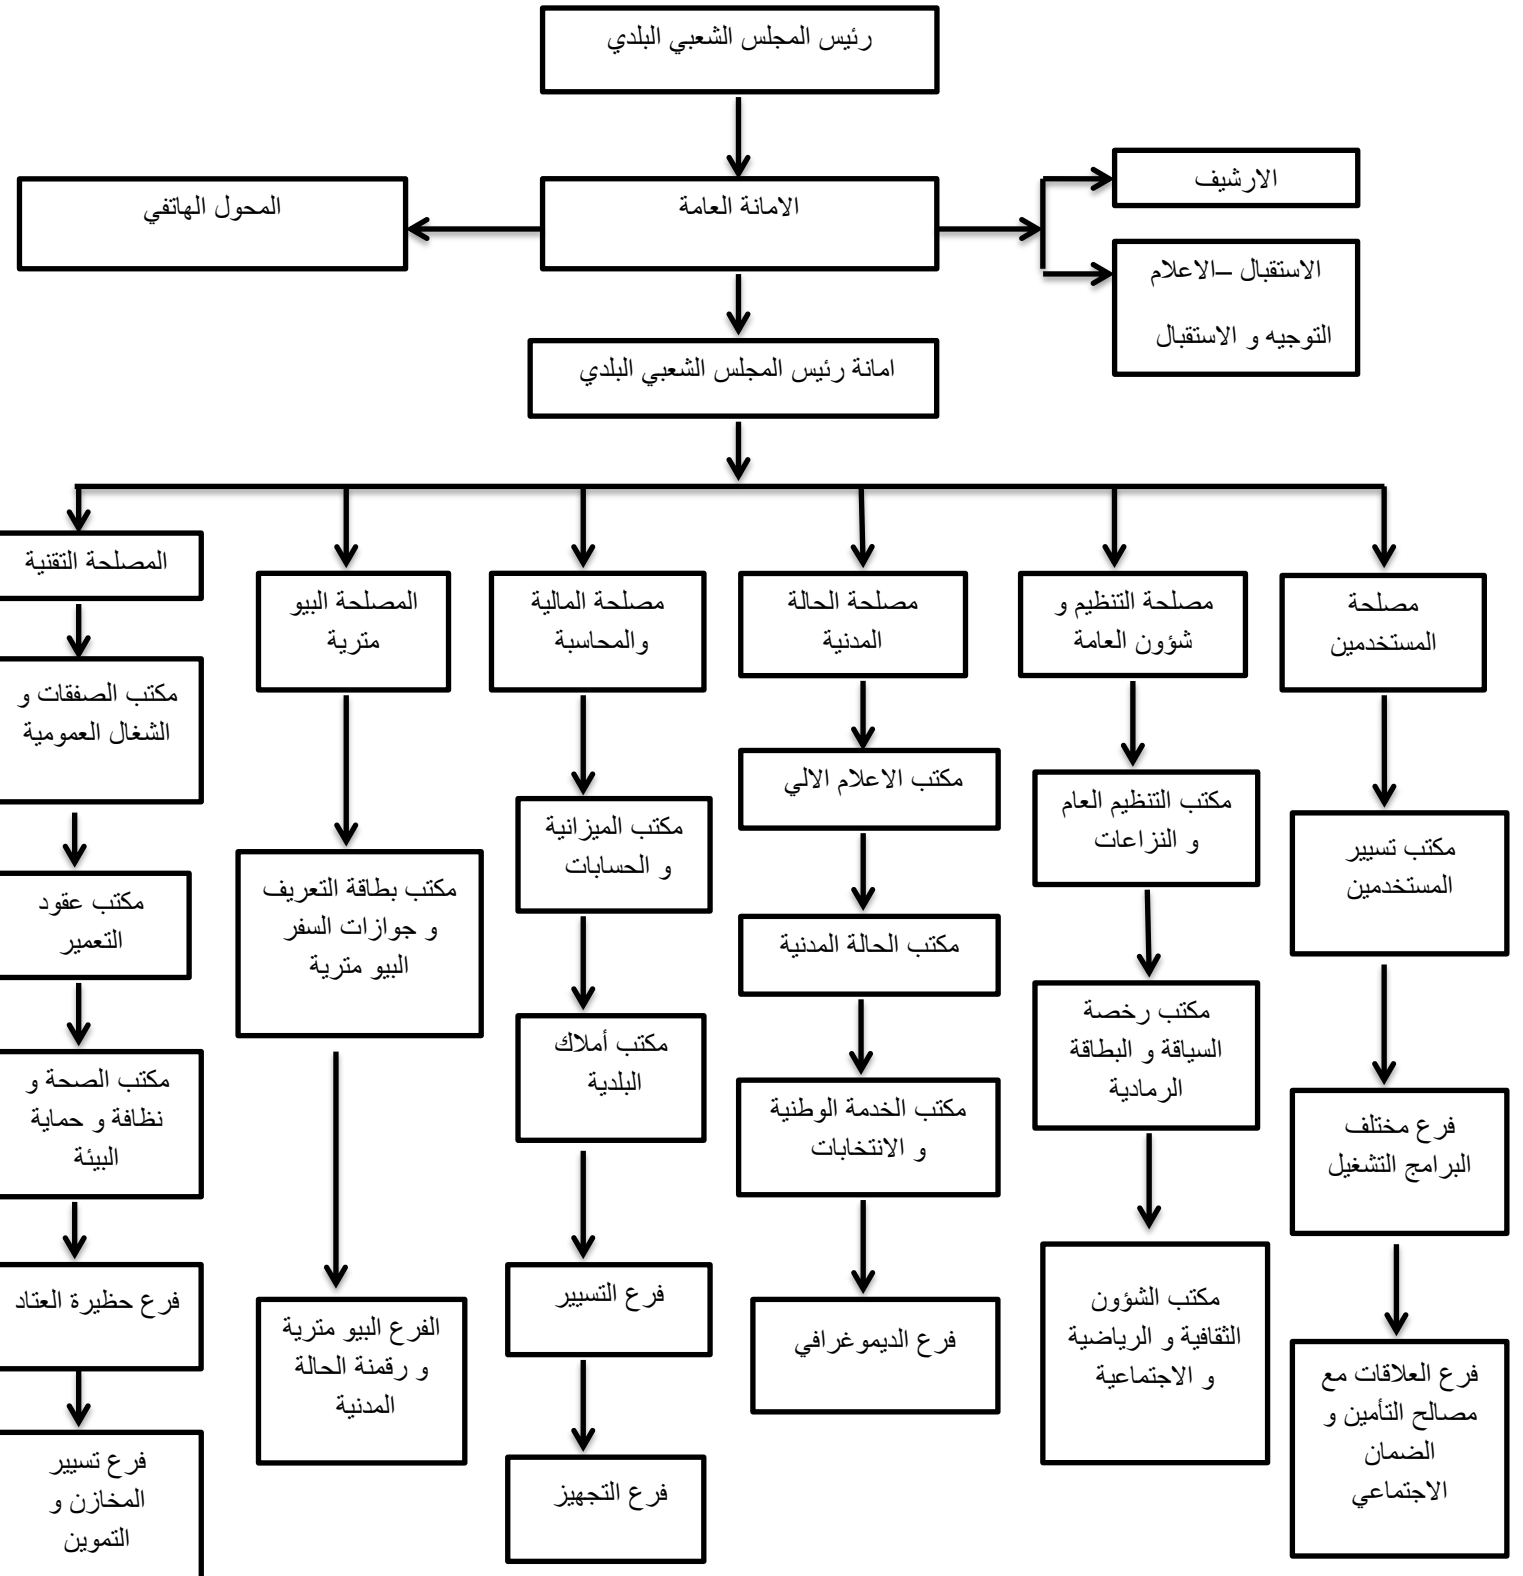 رئيس المجلس الشعبي البلدي
الارشيف
الامانة العامة
المحول الهاتفي
الاستقبال –الاعلام
التوجيه و الاستقبال
امانة رئيس المجلس الشعبي البلدي
مصلحة
المستخدمين
مكتب تسيير
المستخدمين
فرع مختلف
البرامج التشغيل
فرع العلاقات مع
مصالح التأمين و
الضمان
الاجتماعي
مصلحة التنظيم و
شؤون العامة
مكتب التنظيم العام
و النزاعات
مكتب رخصة
السياقة و البطاقة
الرمادية
مكتب الشؤون
الثقافية و الرياضية
و الاجتماعية
مصلحة الحالة
المدنية
مكتب الاعلام الالي
مكتب الحالة المدنية
مكتب الخدمة الوطنية
و الانتخابات
فرع الديموغرافي
مصلحة المالية
والمحاسبة
مكتب الميزانية
و الحسابات
مكتب أملاك
البلدية
فرع التسيير
فرع التجهيز
المصلحة البيو
مترية
مكتب بطاقة التعريف
و جوازات السفر
البيو مترية
الفرع البيو مترية
و رقمنة الحالة
المدنية
المصلحة التقنية
مكتب الصفقات و
الشغال العمومية
مكتب عقود
التعمير
مكتب الصحة و
نظافة و حماية
البيئة
فرع حظيرة العتاد
فرع تسيير
المخازن و
التموين